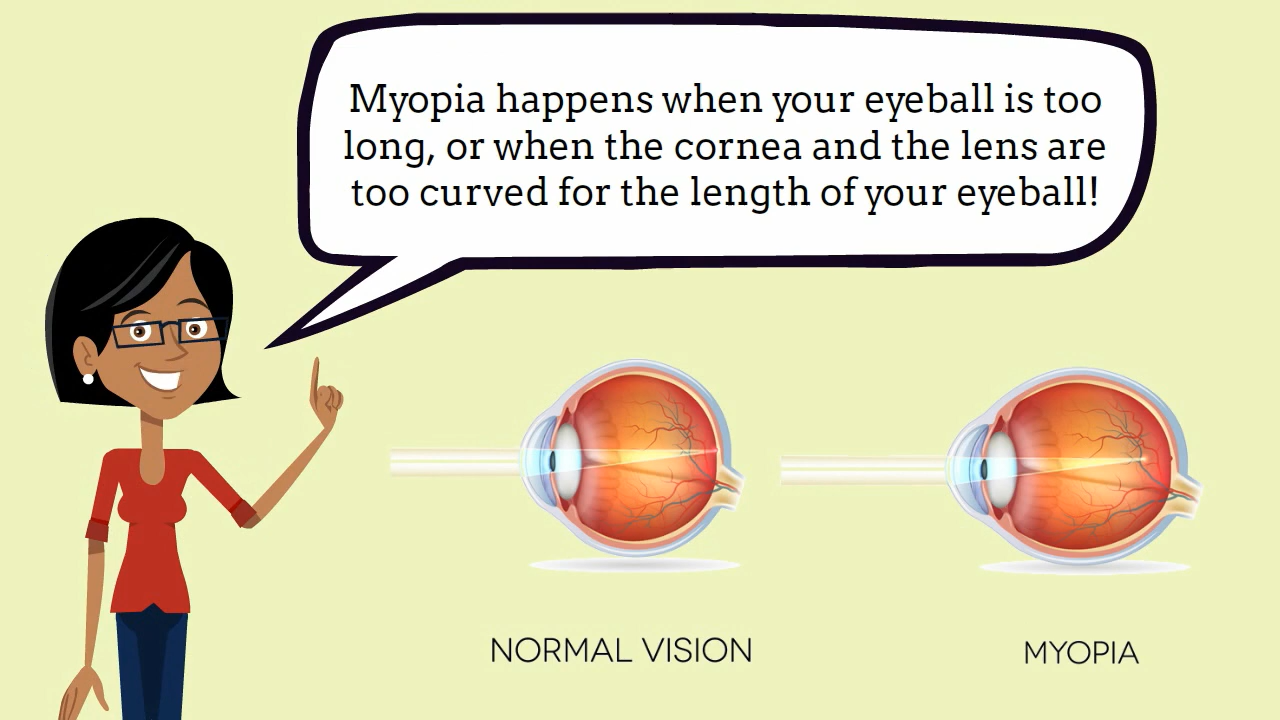 Myopia happens when your eyeball is too
long, or when the cornea and the lens are
too curved for the length of your eyeball!
NORMAL VISION
MYOPIA